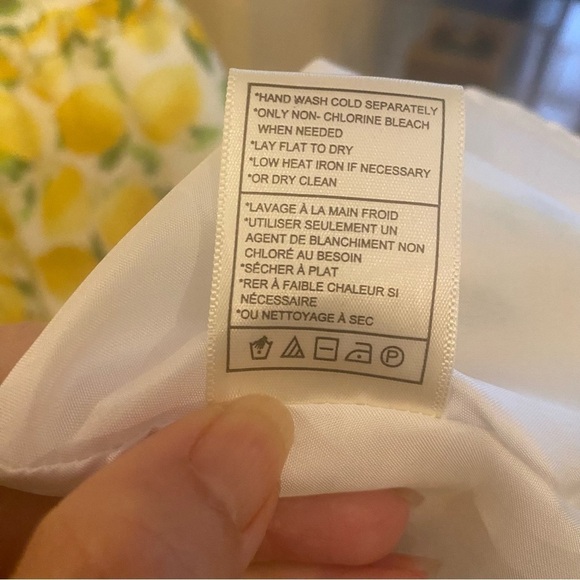 *HAND WASH COLD SEPARATELY
*ONLY NON- CHLORINE BLEACH
WHEN NEEDED
*LAY FLAT TO DRY
*LOW HEAT IRON IF NECESSARY
*OR DRY CLEAN
*LAVAGE À LA MAIN FROID
*UTILISER SEULEMENT UN
AGENT DE BLANCHIMENT NON
CHLORÉ AU BESOIN
*SÉCHER À PLAT
*RER À FAIBLE CHALEUR SI
NÉCESSAIRE
*OU NETTOYAGE À SEC
P